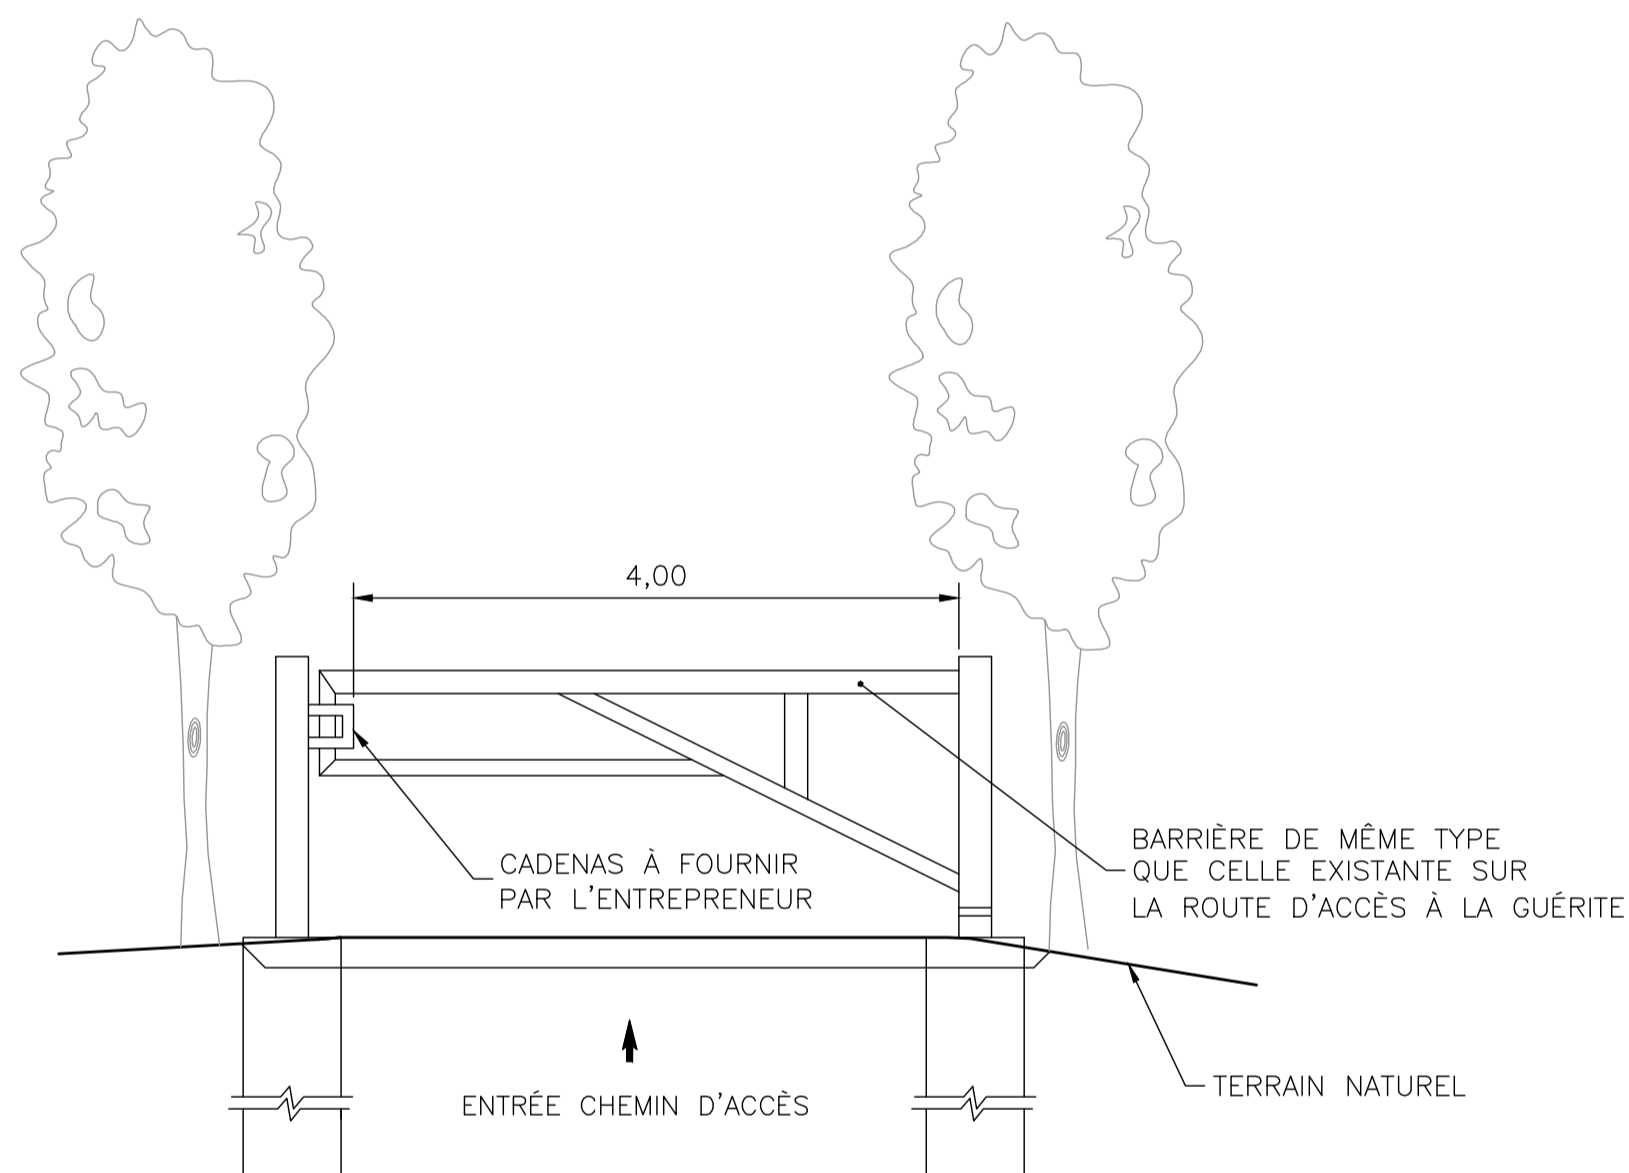 4,00
CADENAS À FOURNIR
PAR L'ENTREPRENEUR
BARRIÈRE DE MÊME TYPE
QUE CELLE EXISTANTE SUR
LA ROUTE D'ACCÈS À LA GUÉRITE
TERRAIN NATUREL
ENTRÉE CHEMIN D'ACCÈS